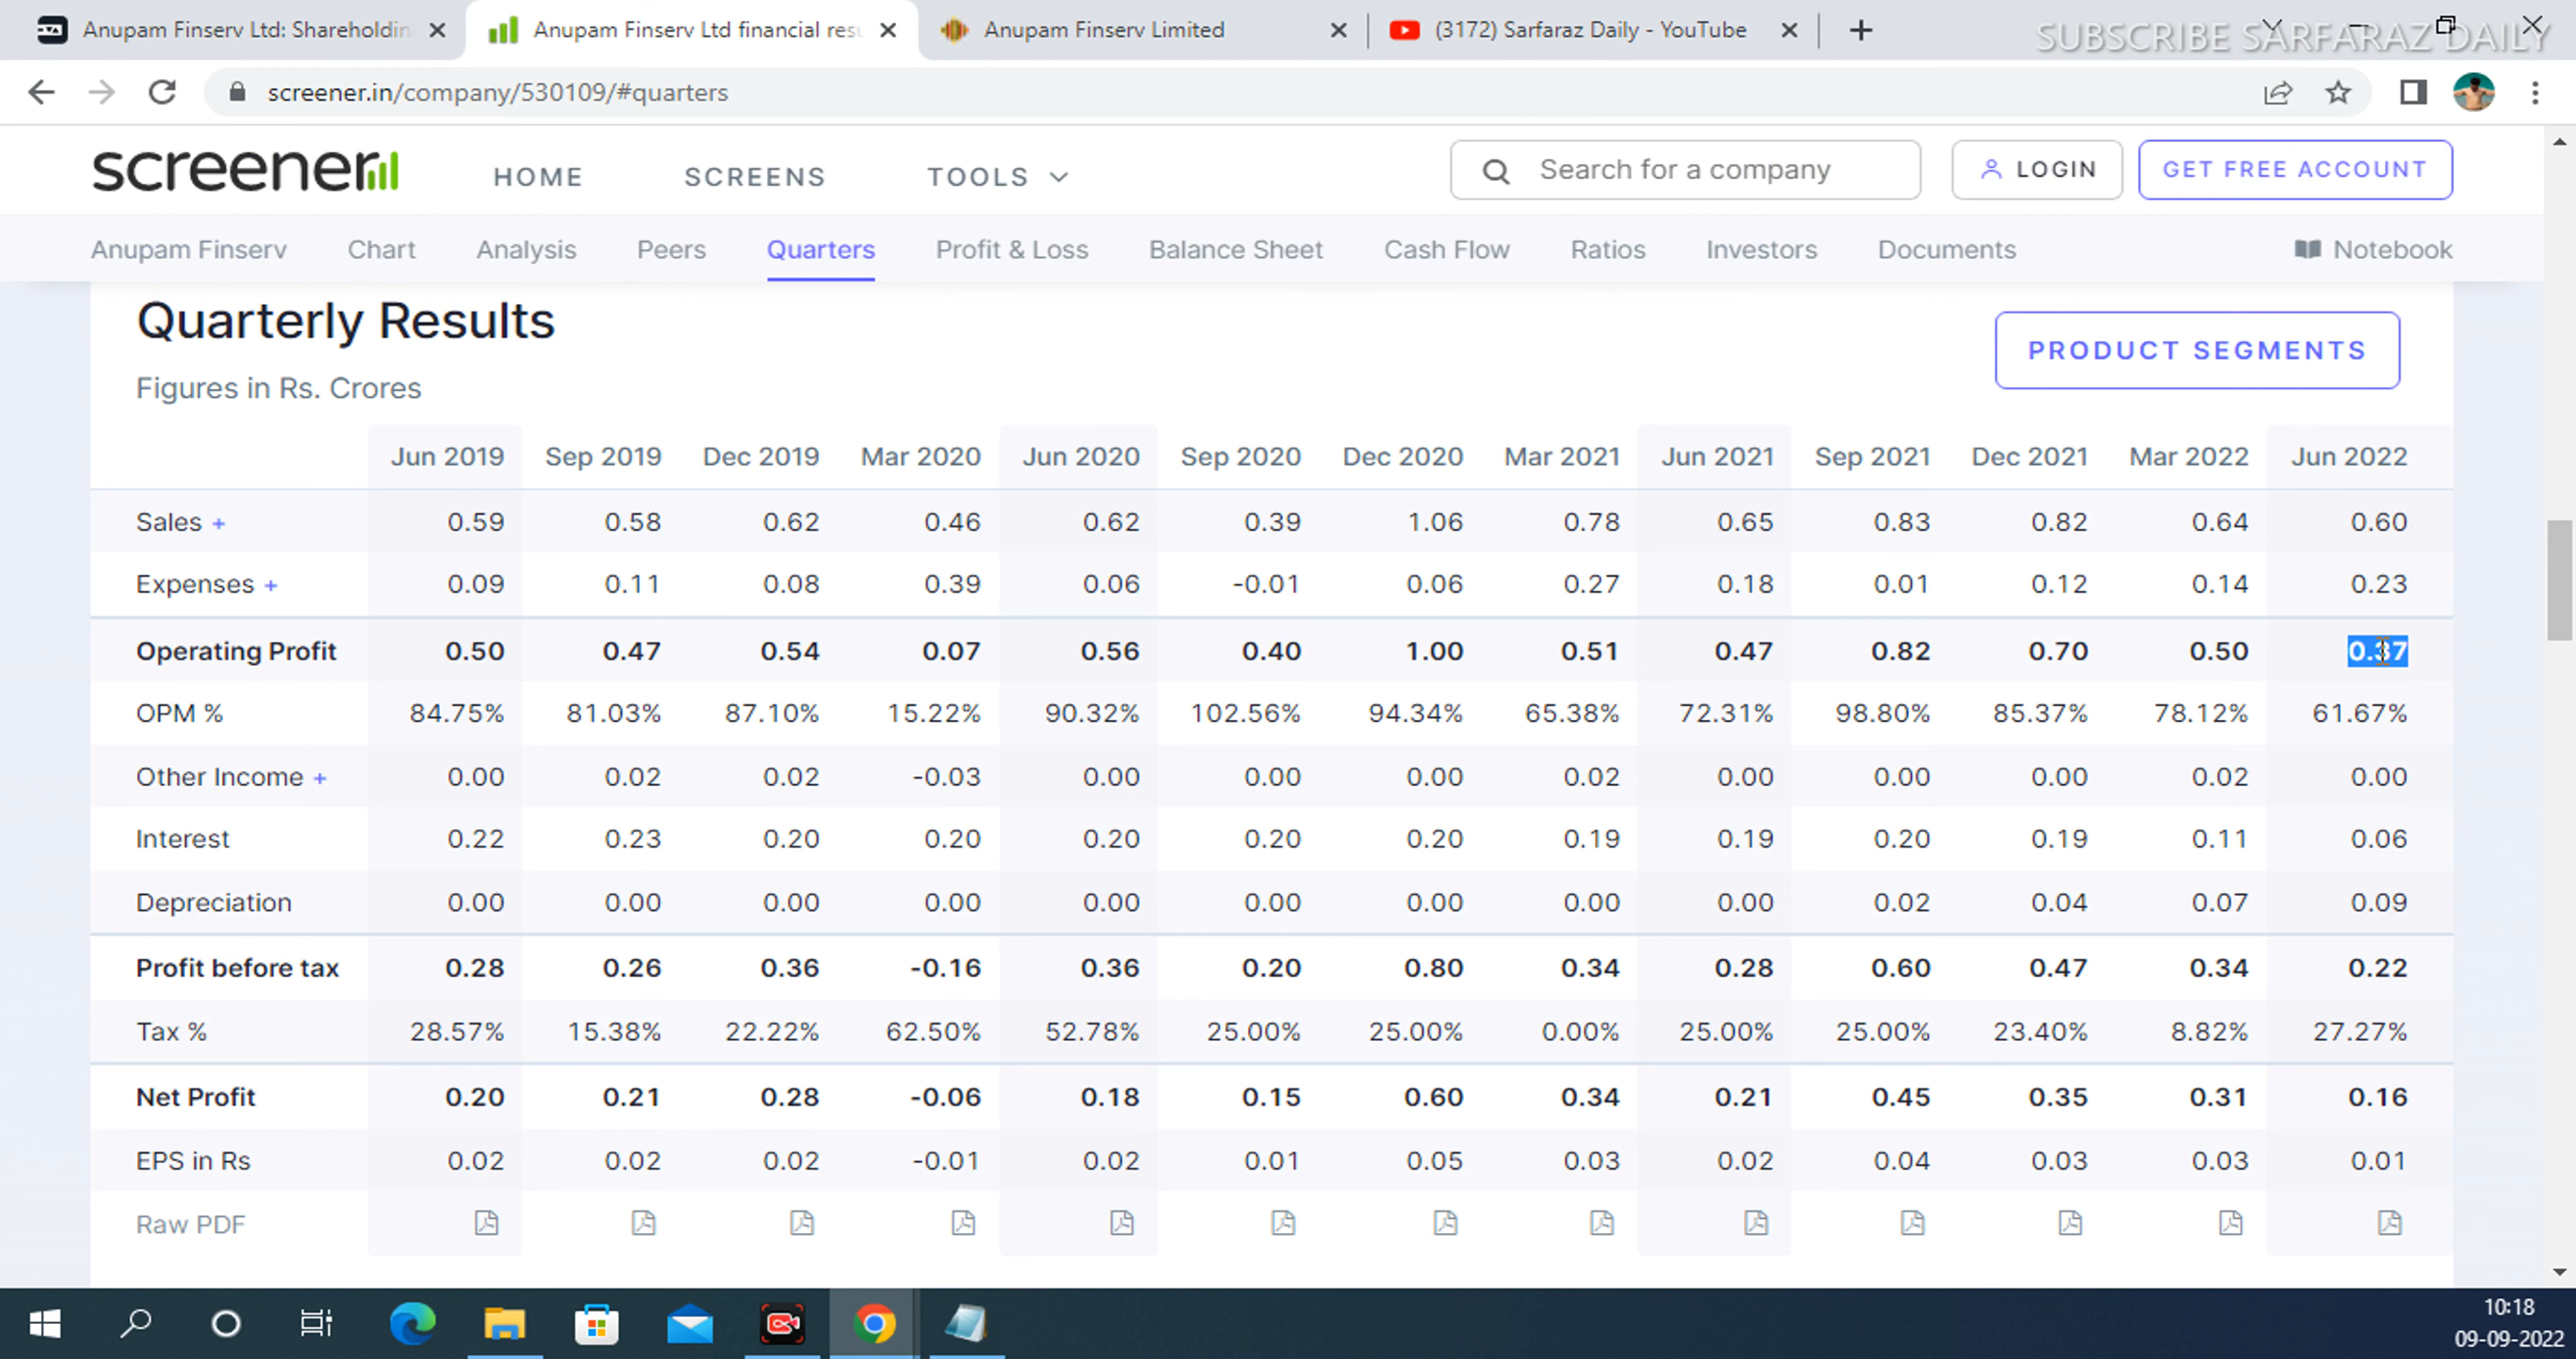 Anupam Finserv Ltd: Shareholdin
Anupam Finserv Ltd financial resu
Anupam Finserv Limited
(3172) Sarfaraz Daily - YouTube
SUBSCRIBE SARFARAZ DAILY
screener.in/company/530109/#quarters
screener HOME SCREENS TOOLS Search for a company LOGIN GET FREE ACCOUNT
Anupam Finserv Chart Analysis Peers Quarters Profit & Loss Balance Sheet Cash Flow Ratios Investors Documents Notebook
Quarterly Results
PRODUCT SEGMENTS
Figures in Rs. Crores
Jun 2019 Sep 2019 Dec 2019 Mar 2020 Jun 2020 Sep 2020 Dec 2020 Mar 2021 Jun 2021 Sep 2021 Dec 2021 Mar 2022 Jun 2022
Sales + 0.59 0.58 0.62 0.46 0.62 0.39 1.06 0.78 0.65 0.83 0.82 0.64 0.60
Expenses + 0.09 0.11 0.08 0.39 0.06 -0.01 0.06 0.27 0.18 0.01 0.12 0.14 0.23
Operating Profit 0.50 0.47 0.54 0.07 0.56 0.40 1.00 0.51 0.47 0.82 0.70 0.50 0.37
OPM % 84.75% 81.03% 87.10% 15.22% 90.32% 102.56% 94.34% 65.38% 72.31% 98.80% 85.37% 78.12% 61.67%
Other Income + 0.00 0.02 0.02 -0.03 0.00 0.00 0.00 0.02 0.00 0.00 0.00 0.02 0.00
Interest 0.22 0.23 0.20 0.20 0.20 0.20 0.20 0.19 0.19 0.20 0.19 0.11 0.06
Depreciation 0.00 0.00 0.00 0.00 0.00 0.00 0.00 0.00 0.00 0.02 0.04 0.07 0.09
Profit before tax 0.28 0.26 0.36 -0.16 0.36 0.20 0.80 0.34 0.28 0.60 0.47 0.34 0.22
Tax % 28.57% 15.38% 22.22% 62.50% 52.78% 25.00% 25.00% 0.00% 25.00% 25.00% 23.40% 8.82% 27.27%
Net Profit 0.20 0.21 0.28 -0.06 0.18 0.15 0.60 0.34 0.21 0.45 0.35 0.31 0.16
EPS in Rs 0.02 0.02 0.02 -0.01 0.02 0.01 0.05 0.03 0.02 0.04 0.03 0.03 0.01
Raw PDF
10:18
09-09-2022